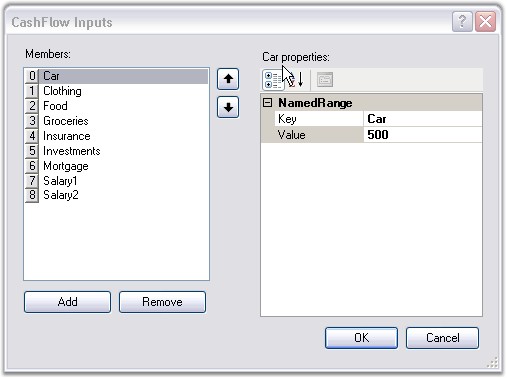 CashFlow Inputs
Members:
0 Car
1 Clothing
2 Food
3 Groceries
4 Insurance
5 Investments
6 Mortgage
7 Salary1
8 Salary2
Add Remove
Car properties:
NamedRange
Key Car
Value 500
OK Cancel